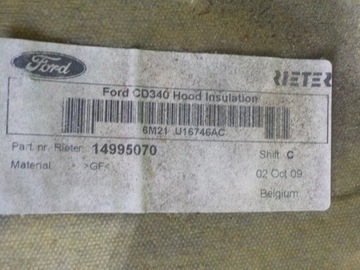 Ford
RIETER
Ford CD340 Hood Insulation
6M21 U16746AC
Part nr. Rieter: 14995070
Shift: C
Material : >GF<
02 Oct 09
Belgium